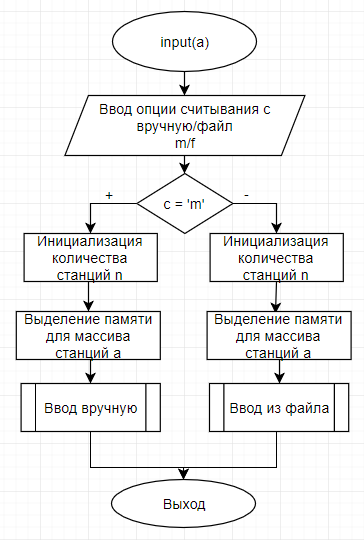 input(a)
Ввод опции считывания с
вручную/файл
m/f
с = 'm'
+
-
Инициализация
количества
станций n
Инициализация
количества
станций n
Выделение памяти
для массива
станций a
Выделение памяти
для массива
станций a
Ввод вручную
Ввод из файла
Выход